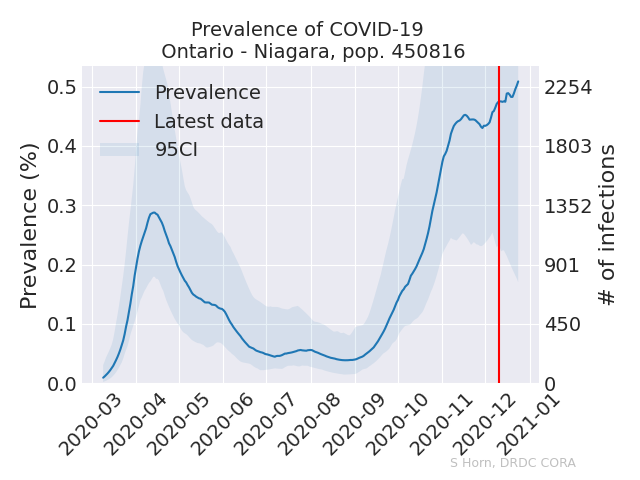 Prevalence of COVID-19
Ontario - Niagara, pop. 450816
Prevalence
Latest data
95CI
Prevalence (%)
0.5
0.4
0.3
0.2
0.1
0.0
2254
1803
1352
901
450
0
# of infections
2020-03
2020-04
2020-05
2020-06
2020-07
2020-08
2020-09
2020-10
2020-11
2020-12
2021-01
S Horn, DRDC CORA